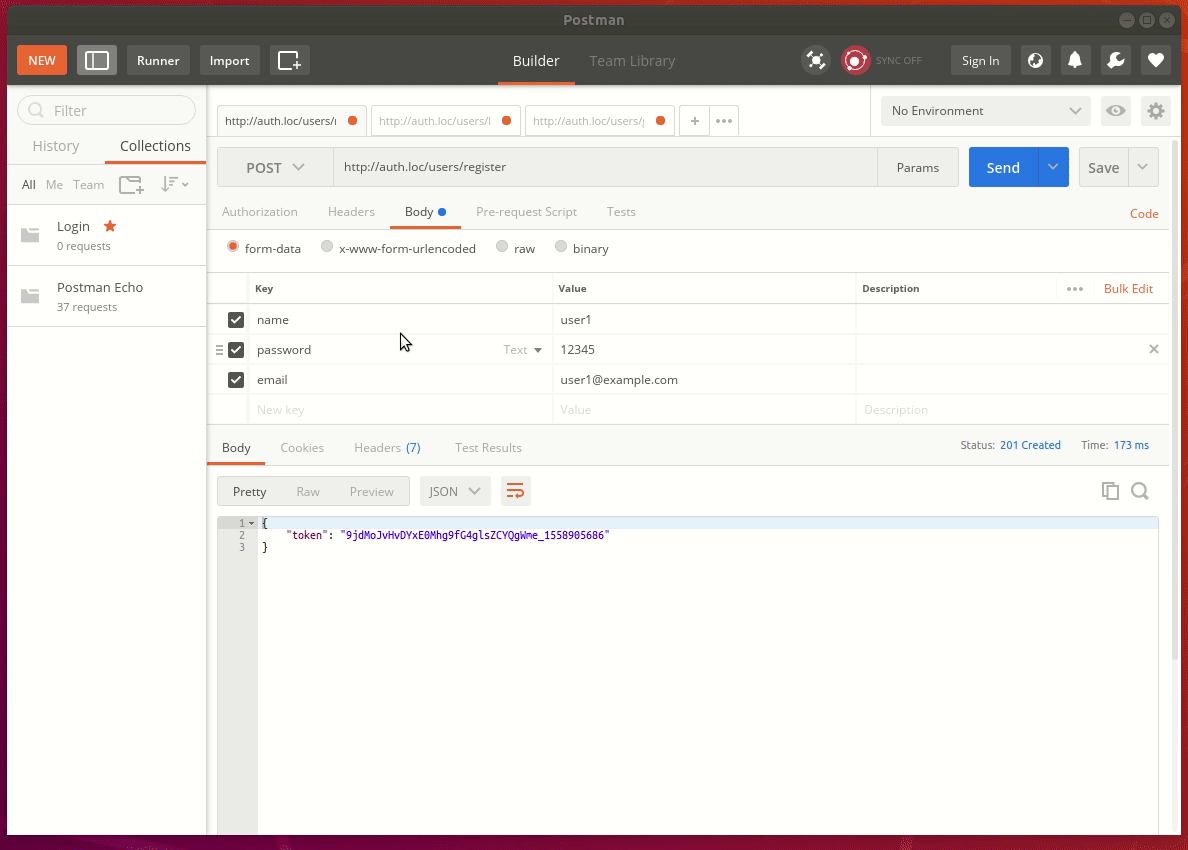 Postman
NEW Runner Import Builder Team Library SYNC OFF Sign In
Filter
History Collections
All Me Team
Login
0 requests
Postman Echo
37 requests
http://auth.loc/users/r http://auth.loc/users/l http://auth.loc/users/p + ••• No Environment
POST http://auth.loc/users/register Params Send Save
Authorization Headers Body Pre-request Script Tests Code
form-data x-www-form-urlencoded raw binary
Key Value Description ••• Bulk Edit
name user1
password Text 12345
email user1@example.com
New key Value Description
Body Cookies Headers (7) Test Results Status: 201 Created Time: 173 ms
Pretty Raw Preview JSON
1 {
2 "token": "9jdMoJvHvDYxE0Mhg9fG4glsZCYQgWme_1558905686"
3 }